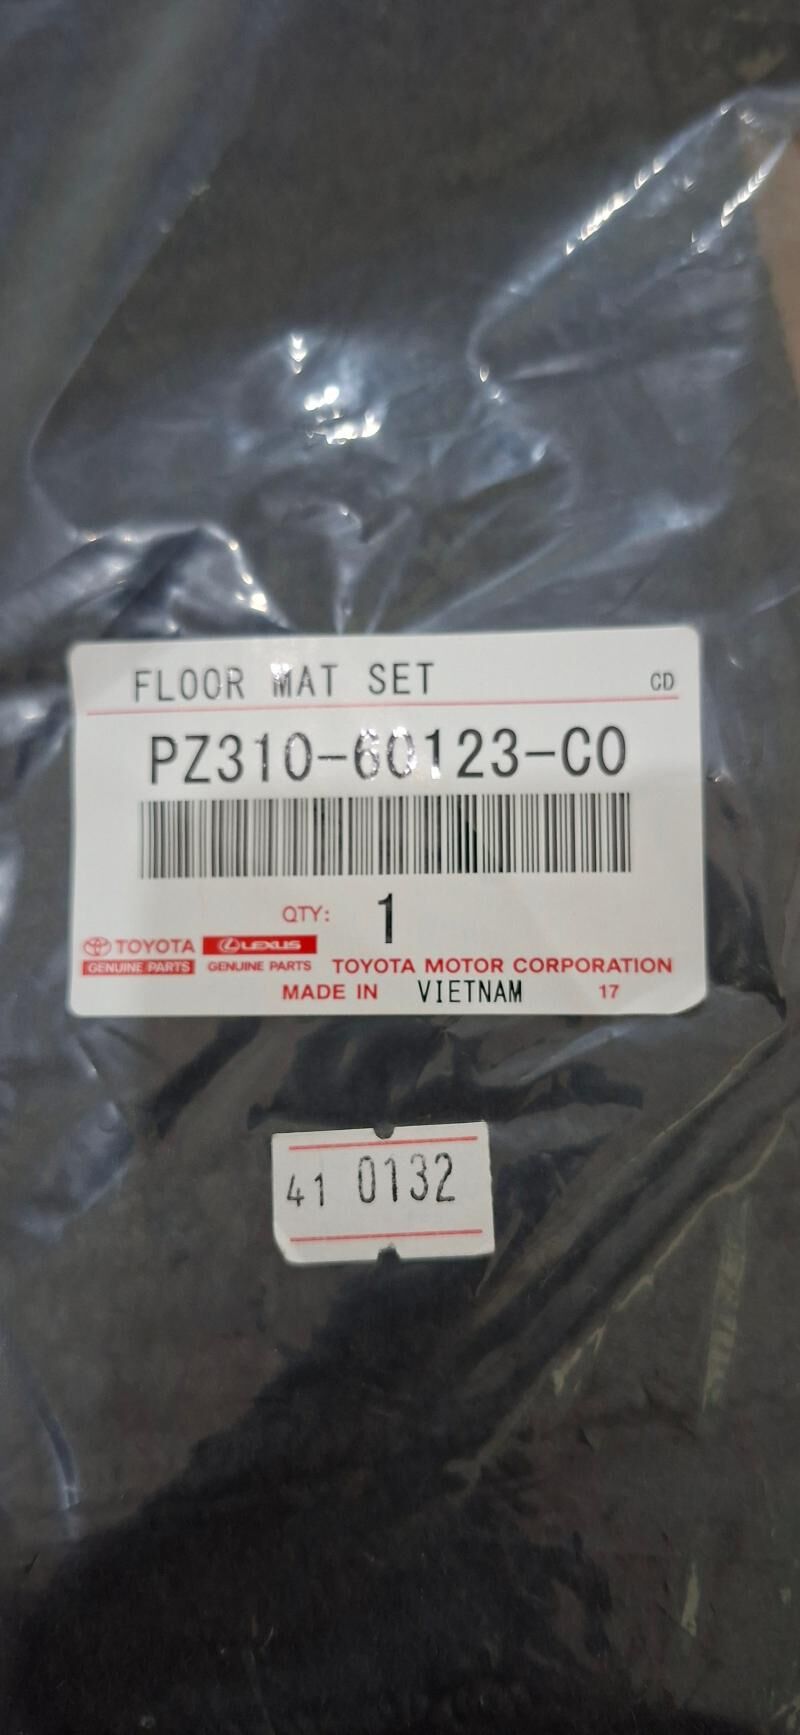 FLOOR MAT SET CD
PZ310-60123-C0
QTY: 1
TOYOTA LEXUS
GENUINE PARTS GENUINE PARTS TOYOTA MOTOR CORPORATION
MADE IN VIETNAM 17
41 0132